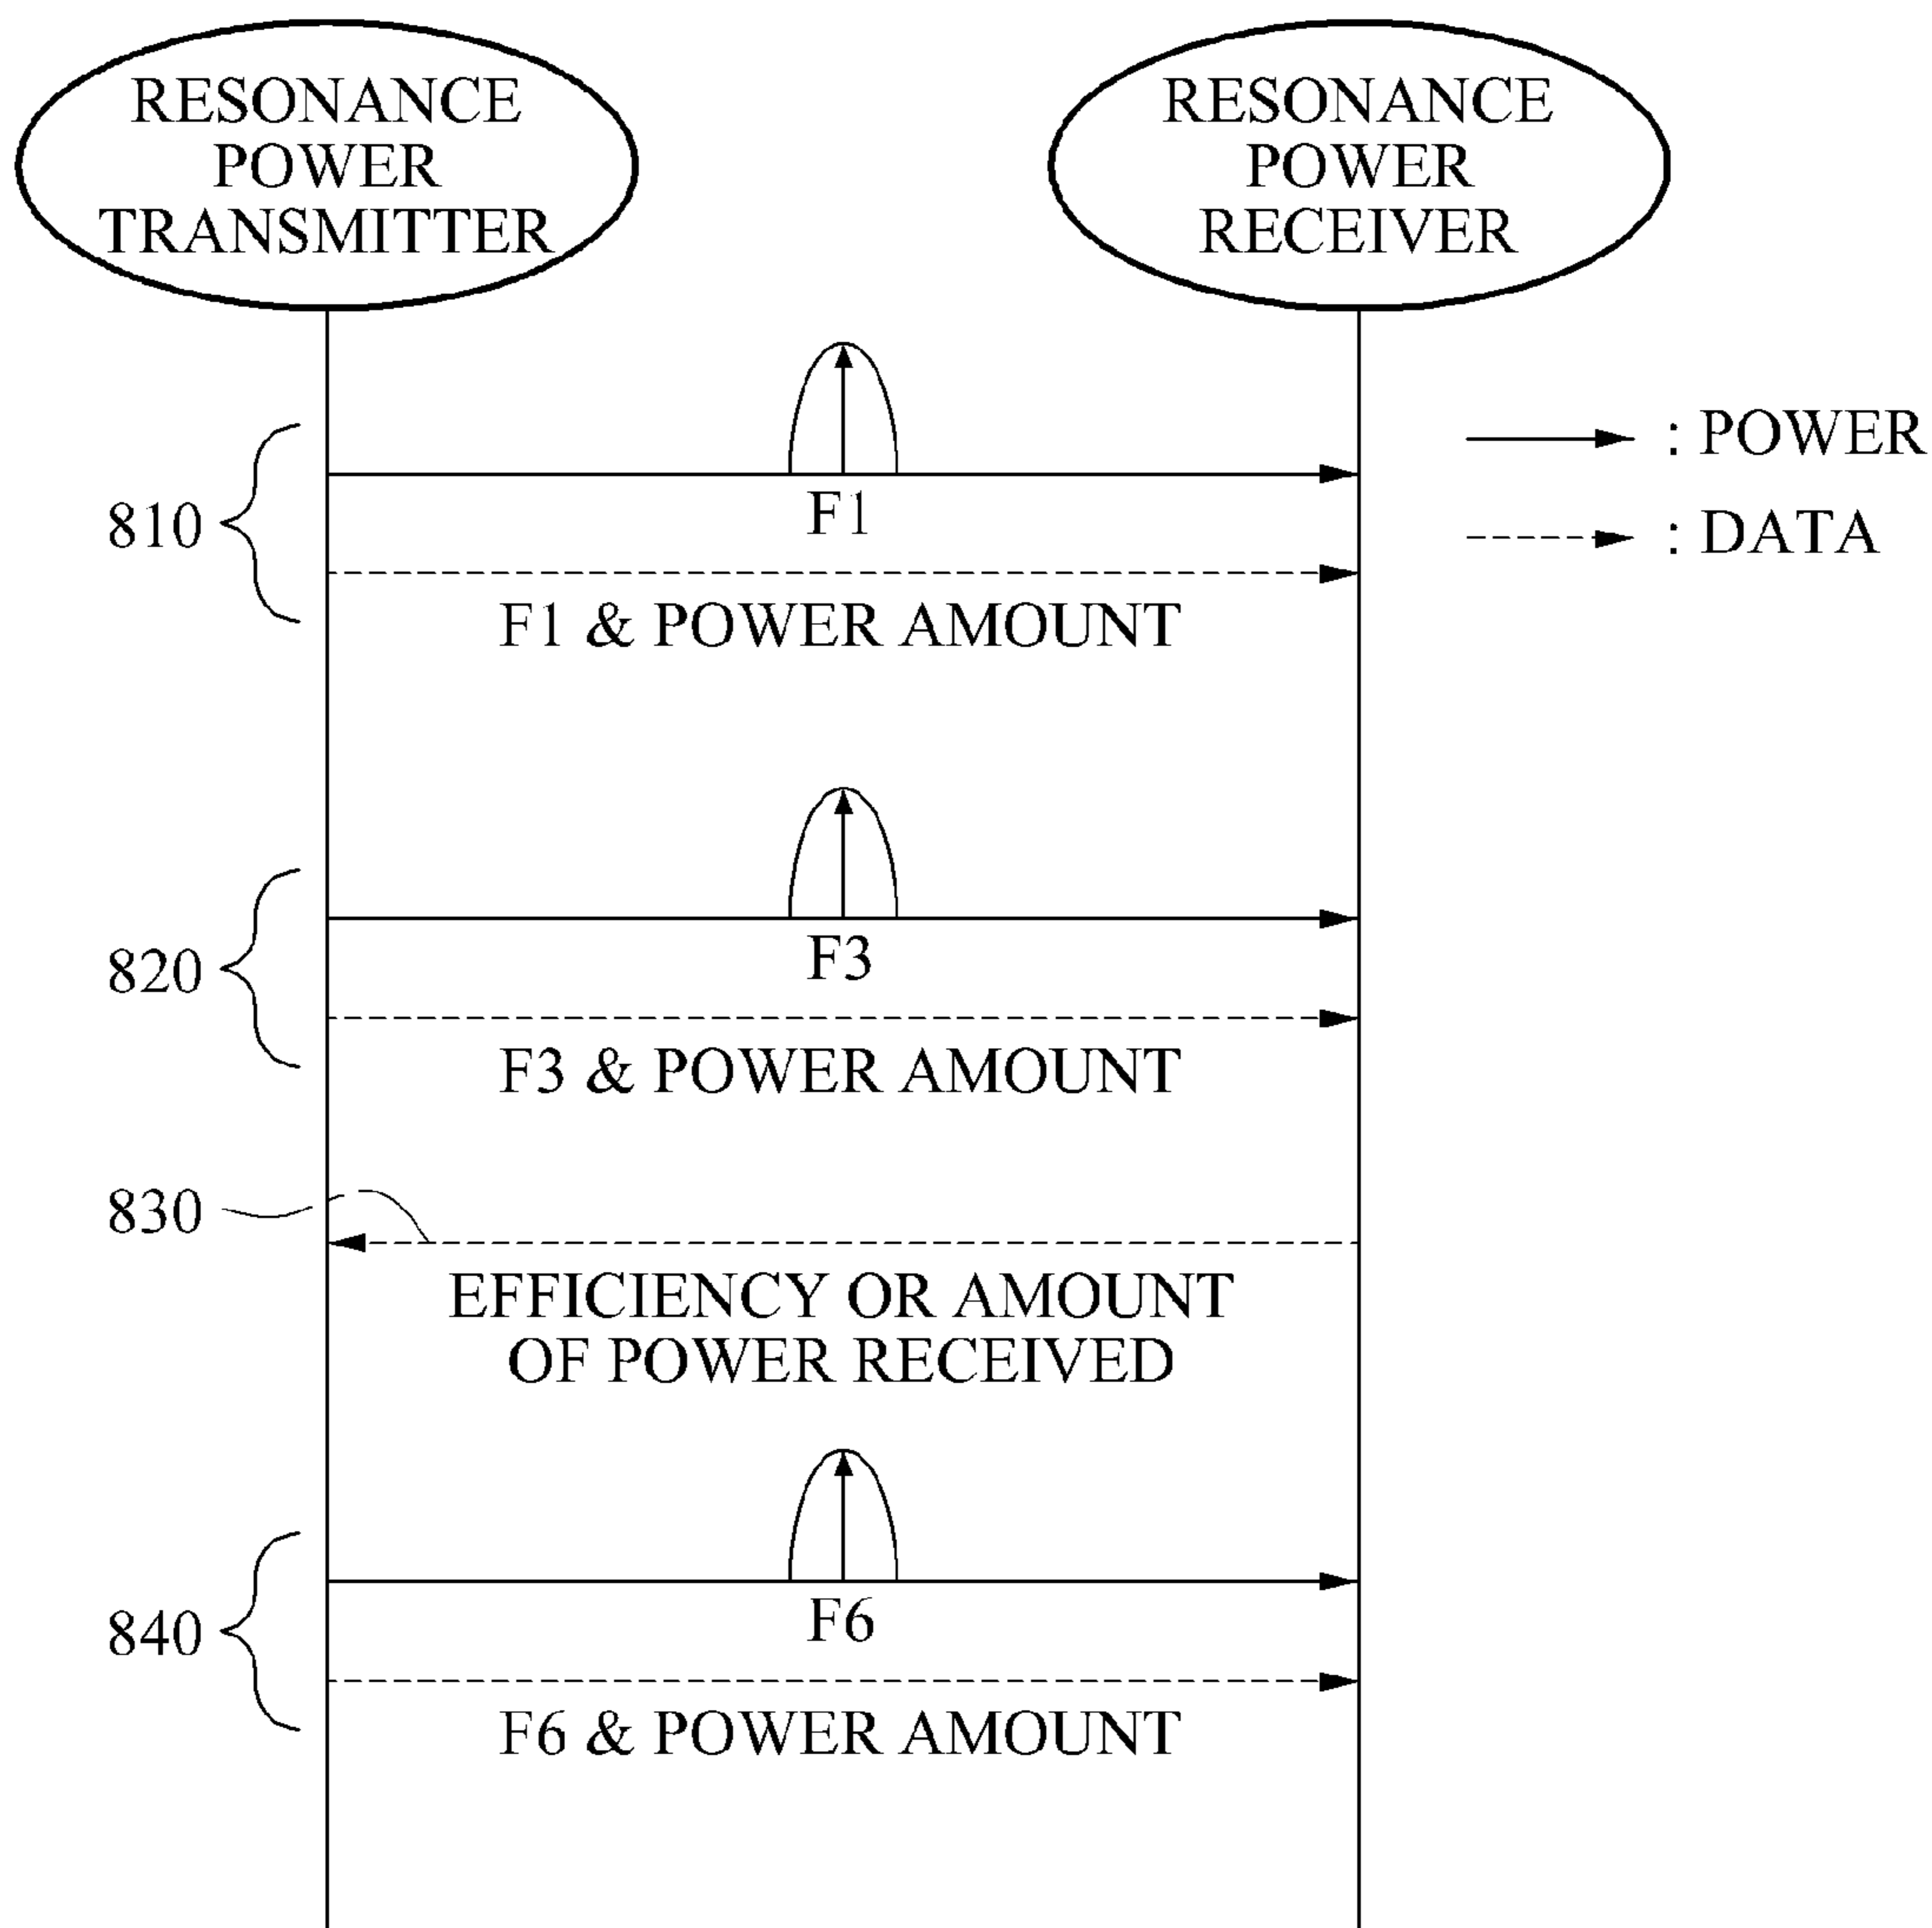 RESONANCE
POWER
TRANSMITTER
RESONANCE
POWER
RECEIVER
: POWER
: DATA
810
F1
F1 & POWER AMOUNT
820
F3
F3 & POWER AMOUNT
830
EFFICIENCY OR AMOUNT
OF POWER RECEIVED
840
F6
F6 & POWER AMOUNT